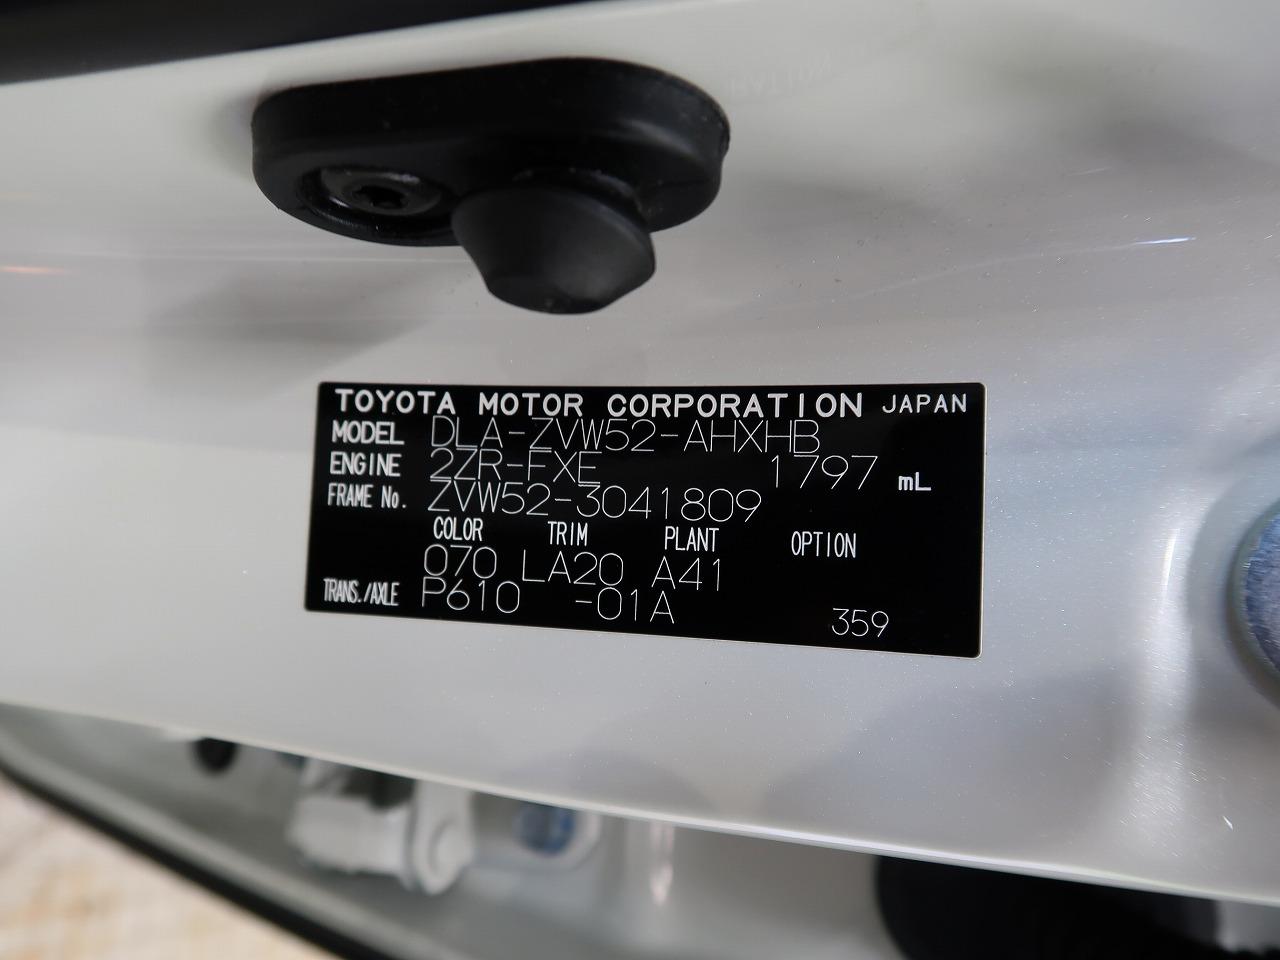 TOYOTA MOTOR CORPORATION JAPAN
MODEL DLA-ZVW52-AHXHB
ENGINE 2ZR-FXE 1797 mL
FRAME No. ZVW52-3041809
COLOR TRIM PLANT OPTION
070 LA20 A41
TRANS./AXLE P610 -01A 359